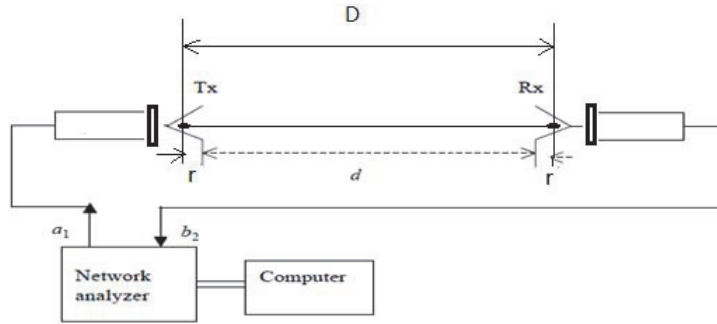 D
Tx
Rx
r
d
r
a1
b2
Network
analyzer
Computer